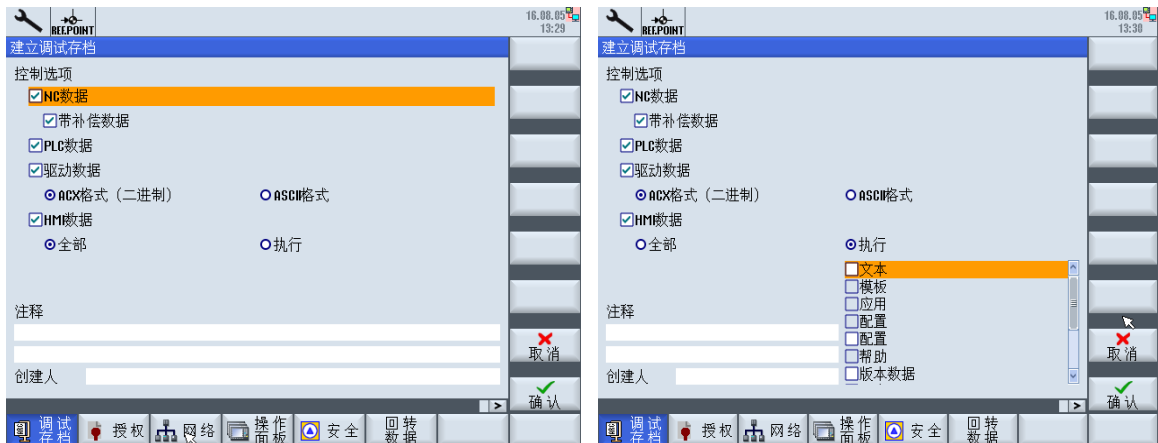 REF.POINT
16.08.05
13:29
建立调试存档
控制选项
NC数据
带补偿数据
PLC数据
驱动数据
ACX格式（二进制）
ASCII格式
HMI数据
全部
执行
注释
创建人
取消
确认
调试存档
授权
网络
操作面板
安全
回转数据
REF.POINT
16.08.05
13:30
建立调试存档
控制选项
NC数据
带补偿数据
PLC数据
驱动数据
ACX格式（二进制）
ASCII格式
HMI数据
全部
执行
文本
模板
应用
配置
配置
帮助
版本数据
注释
创建人
取消
确认
调试存档
授权
网络
操作面板
安全
回转数据